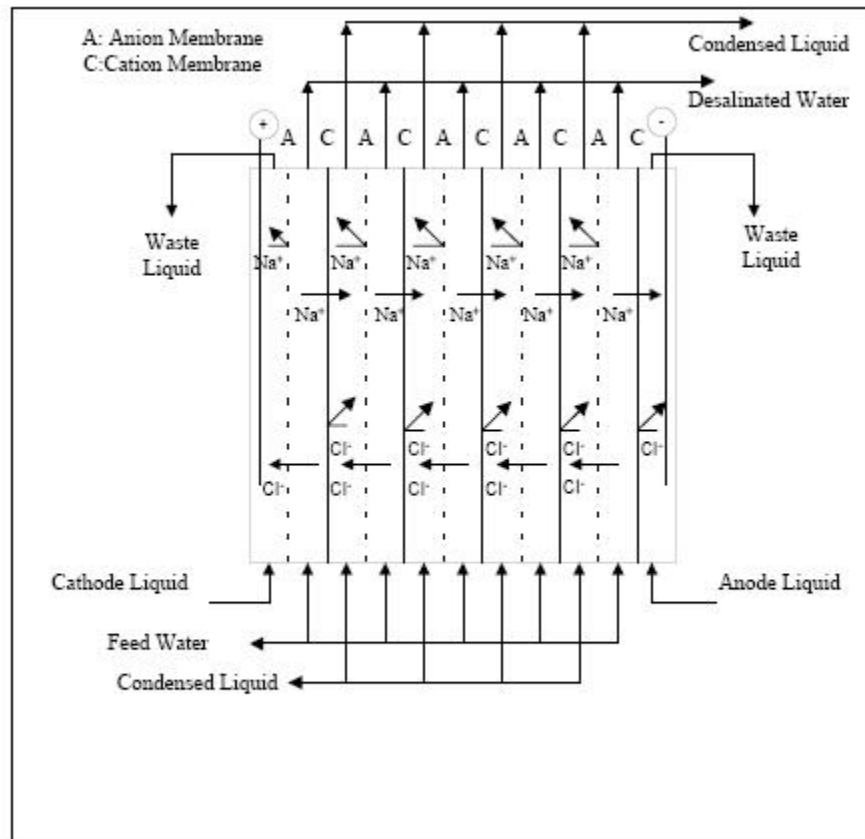 A: Anion Membrane
C:Cation Membrane
Condensed Liquid
Desalinated Water
+ A C A C A C A C A C -
Waste
Liquid
Waste
Liquid
Na⁺ Na⁺ Na⁺ Na⁺ Na⁺
Na⁺ Na⁺ Na⁺ Na⁺ Na⁺
Cl⁻ Cl⁻ Cl⁻ Cl⁻ Cl⁻
Cl⁻ Cl⁻ Cl⁻ Cl⁻ Cl⁻
Cathode Liquid
Anode Liquid
Feed Water
Condensed Liquid